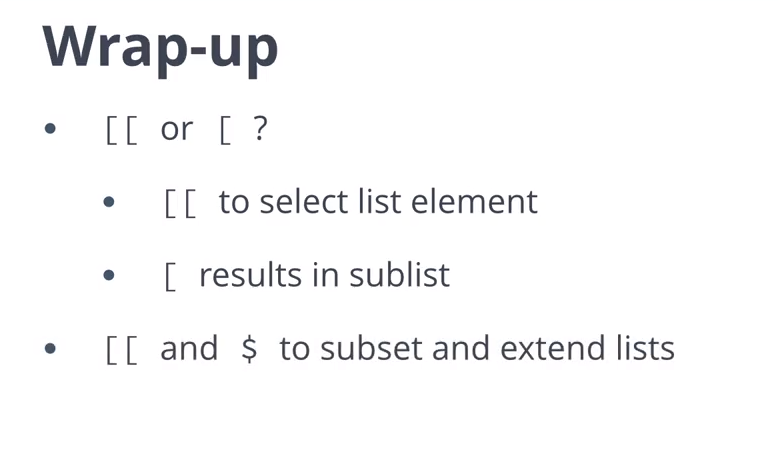 Wrap-up
• [[ or [ ?
• [[ to select list element
• [ results in sublist
• [[ and $ to subset and extend lists